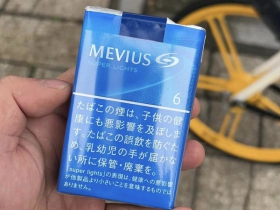 MEVIUS
SUPER LIGHTS
6
たばこの煙は、子供の健
康にも悪影響を及ぼしま
す。たばこの誤飲を防ぐた
め、乳幼児の手が届かな
い所に保管・廃棄を。
「super lights」の表現は、健康への悪影響
が他製品より小さいことを意味するものでは
ありません。